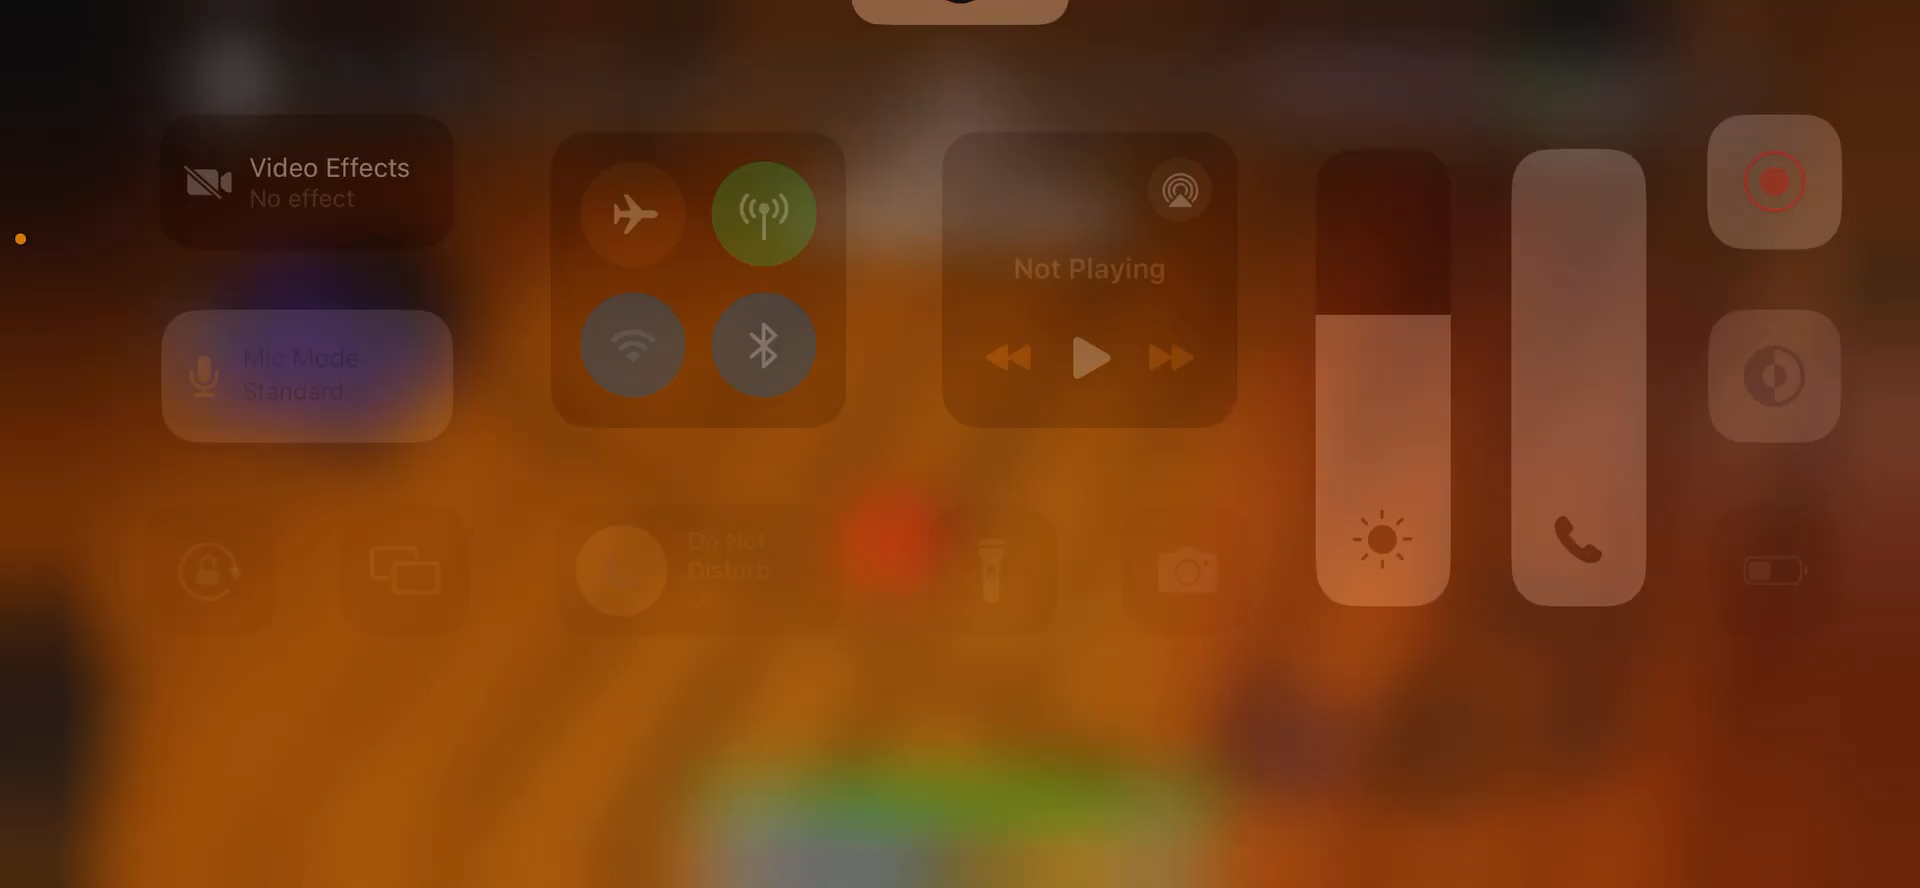 Video Effects
No effect
Mic Mode
Standard
Not Playing
Do Not
Disturb